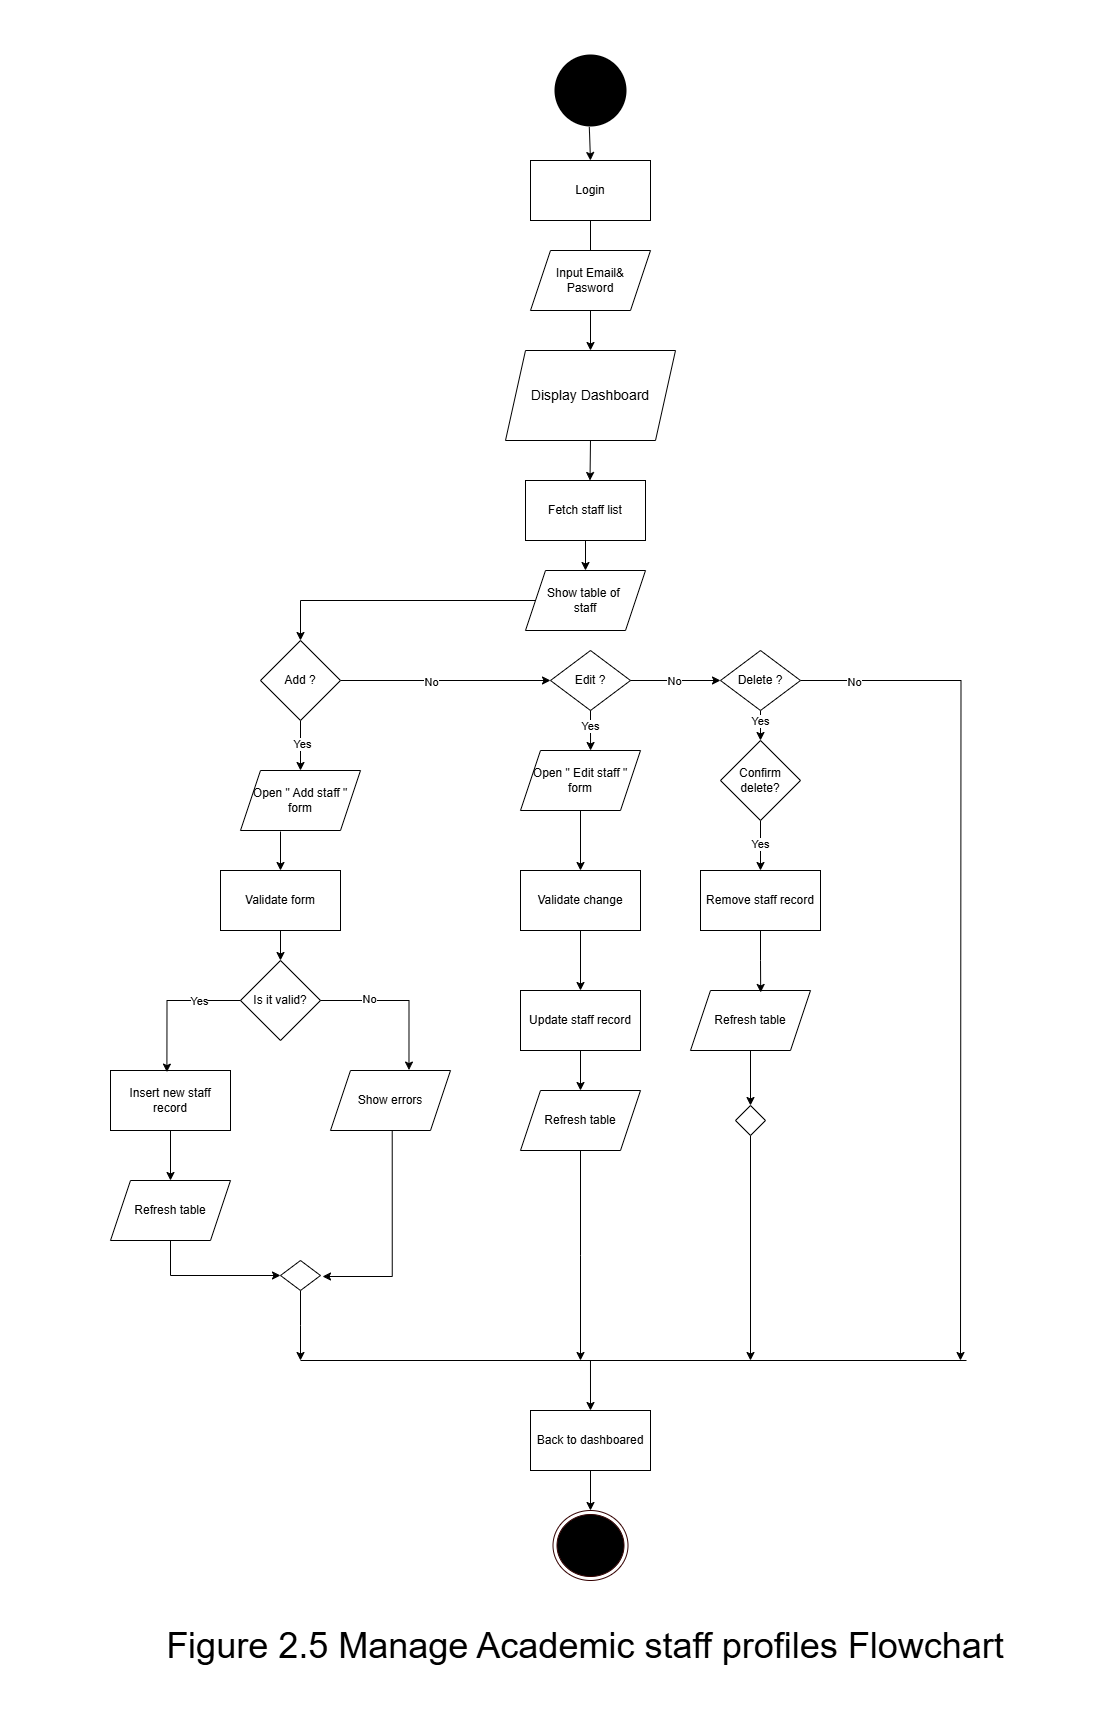 Login
Input Email&
Pasword
Display Dashboard
Fetch staff list
Show table of
staff
Add ?
No
Edit ?
No
Delete ?
No
Yes
Yes
Yes
Open " Add staff "
form
Open " Edit staff "
form
Confirm
delete?
Yes
Validate form
Validate change
Remove staff record
Yes
Is it valid?
No
Update staff record
Refresh table
Insert new staff
record
Show errors
Refresh table
Refresh table
Back to dashboared
Figure 2.5 Manage Academic staff profiles Flowchart